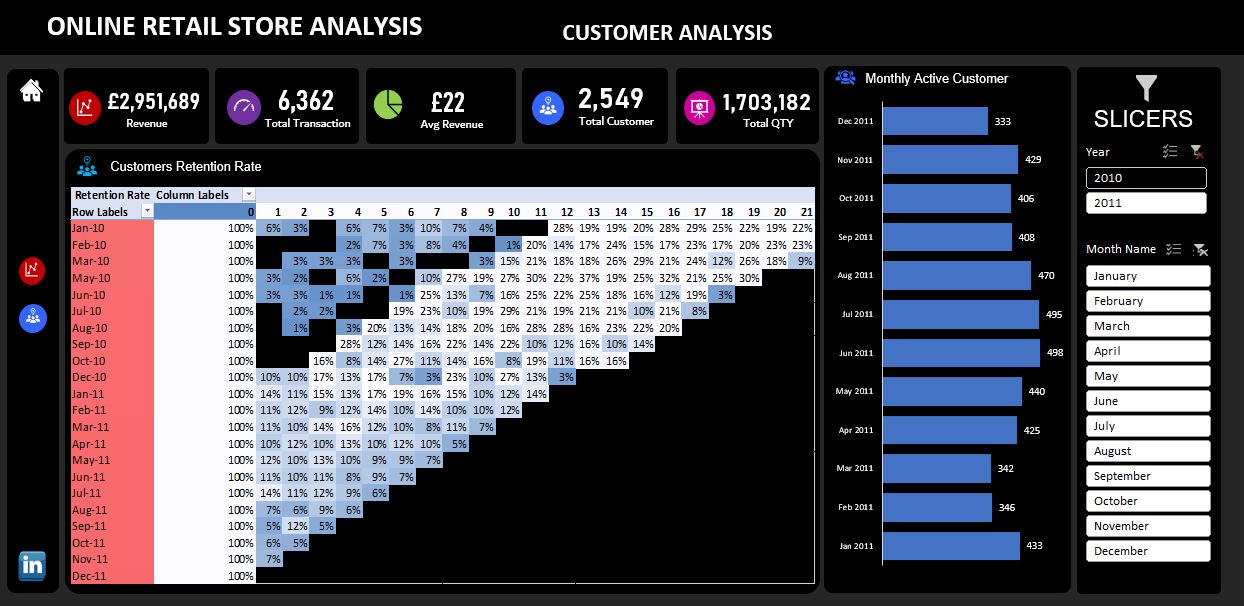 ONLINE RETAIL STORE ANALYSIS
CUSTOMER ANALYSIS
£2,951,689
Revenue
6,362
Total Transaction
£22
Avg Revenue
2,549
Total Customer
1,703,182
Total QTY
Customers Retention Rate
Retention Rate Column Labels
Row Labels 0 1 2 3 4 5 6 7 8 9 10 11 12 13 14 15 16 17 18 19 20 21
Jan-10 100% 6% 3% 6% 7% 3% 10% 7% 4% 28% 19% 19% 20% 28% 29% 25% 22% 19% 22%
Feb-10 100% 2% 7% 3% 8% 4% 1% 20% 14% 17% 24% 15% 17% 23% 17% 20% 23% 23%
Mar-10 100% 3% 3% 3% 3% 3% 15% 21% 18% 18% 26% 29% 21% 24% 12% 26% 18% 9%
May-10 100% 3% 2% 6% 2% 10% 27% 19% 27% 30% 22% 37% 19% 25% 32% 21% 25% 30%
Jun-10 100% 3% 3% 1% 1% 1% 25% 13% 7% 16% 25% 22% 25% 18% 16% 12% 19% 3%
Jul-10 100% 2% 2% 19% 23% 10% 19% 29% 21% 19% 21% 21% 10% 21% 8%
Aug-10 100% 1% 3% 20% 13% 14% 18% 20% 16% 28% 28% 16% 23% 22% 20%
Sep-10 100% 28% 12% 14% 16% 22% 14% 22% 10% 12% 16% 10% 14%
Oct-10 100% 16% 8% 14% 27% 11% 14% 16% 8% 19% 11% 16% 16%
Dec-10 100% 10% 10% 17% 13% 17% 7% 3% 23% 10% 27% 13% 3%
Jan-11 100% 14% 11% 15% 13% 17% 19% 16% 15% 10% 12% 14%
Feb-11 100% 11% 12% 9% 12% 14% 10% 14% 10% 10% 12%
Mar-11 100% 11% 10% 14% 16% 12% 10% 8% 11% 7%
Apr-11 100% 10% 12% 10% 13% 10% 12% 10% 5%
May-11 100% 12% 10% 13% 10% 9% 9% 7%
Jun-11 100% 11% 10% 11% 8% 9% 7%
Jul-11 100% 14% 11% 12% 9% 6%
Aug-11 100% 7% 6% 9% 6%
Sep-11 100% 5% 12% 5%
Oct-11 100% 6% 5%
Nov-11 100% 7%
Dec-11 100%
Monthly Active Customer
Dec 2011 333
Nov 2011 429
Oct 2011 406
Sep 2011 408
Aug 2011 470
Jul 2011 495
Jun 2011 498
May 2011 440
Apr 2011 425
Mar 2011 342
Feb 2011 346
Jan 2011 433
SLICERS
Year
2010
2011
Month Name
January
February
March
April
May
June
July
August
September
October
November
December
in